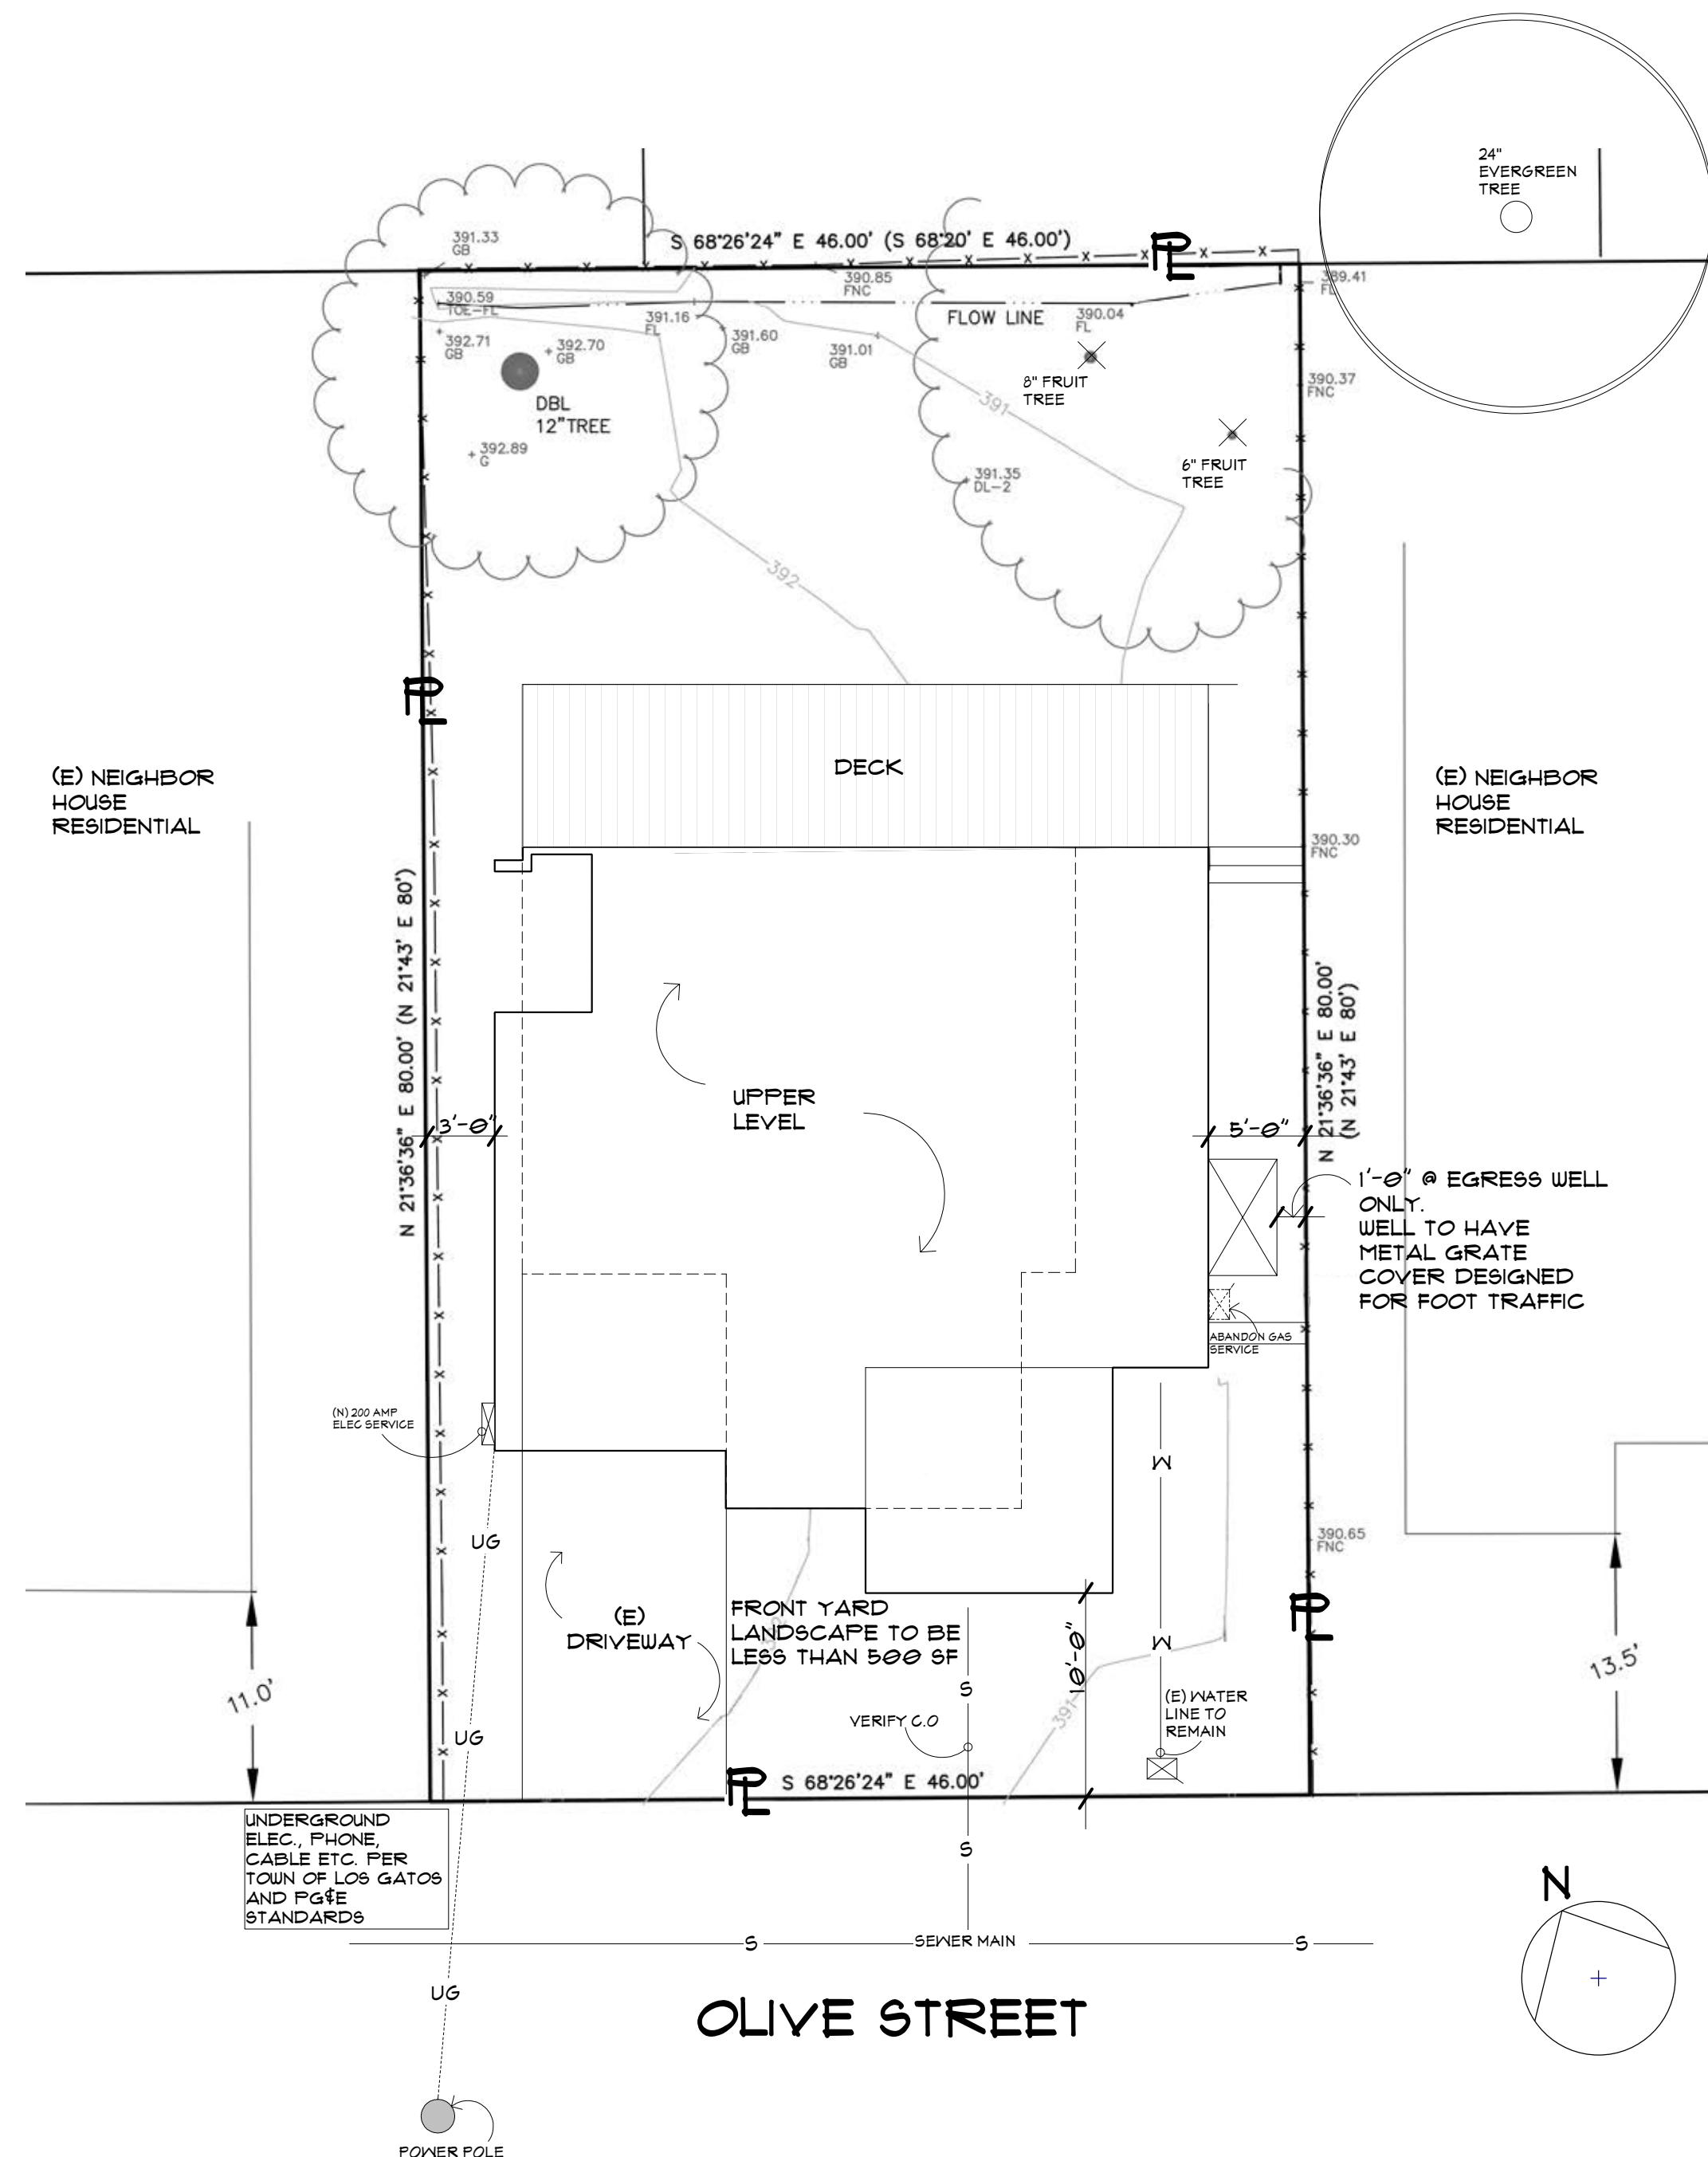 24"
EVERGREEN
TREE
S 68°26'24" E 46.00' (S 68°20' E 46.00')
PL
391.33
GB
390.85
FNC
389.41
FL
390.59
TOE-FL
391.16
FL
FLOW LINE
390.04
FL
392.71
GB
392.70
GB
391.60
GB
391.01
GB
8" FRUIT
TREE
390.37
FNC
391
DBL
12"TREE
392.89
G
391.35
DL-2
6" FRUIT
TREE
392
PL
DECK
(E) NEIGHBOR
HOUSE
RESIDENTIAL
(E) NEIGHBOR
HOUSE
RESIDENTIAL
390.30
FNC
N 21°36'36" E 80.00' (N 21°43' E 80')
N 21°36'36" E 80.00'
(N 21°43' E 80')
UPPER
LEVEL
3'-0"
5'-0"
1'-0" @ EGRESS WELL
ONLY.
WELL TO HAVE
METAL GRATE
COVER DESIGNED
FOR FOOT TRAFFIC
ABANDON GAS
SERVICE
(N) 200 AMP
ELEC SERVICE
W
UG
390.65
FNC
(E)
DRIVEWAY
FRONT YARD
LANDSCAPE TO BE
LESS THAN 500 SF
392
10'-0"
W
PL
11.0'
13.5'
S
391
(E) WATER
LINE TO
REMAIN
VERIFY C.O
UG
PL
S 68°26'24" E 46.00'
UNDERGROUND
ELEC., PHONE,
CABLE ETC. PER
TOWN OF LOS GATOS
AND PG&E
STANDARDS
S
N
S
SEWER MAIN
S
UG
OLIVE STREET
POWER POLE